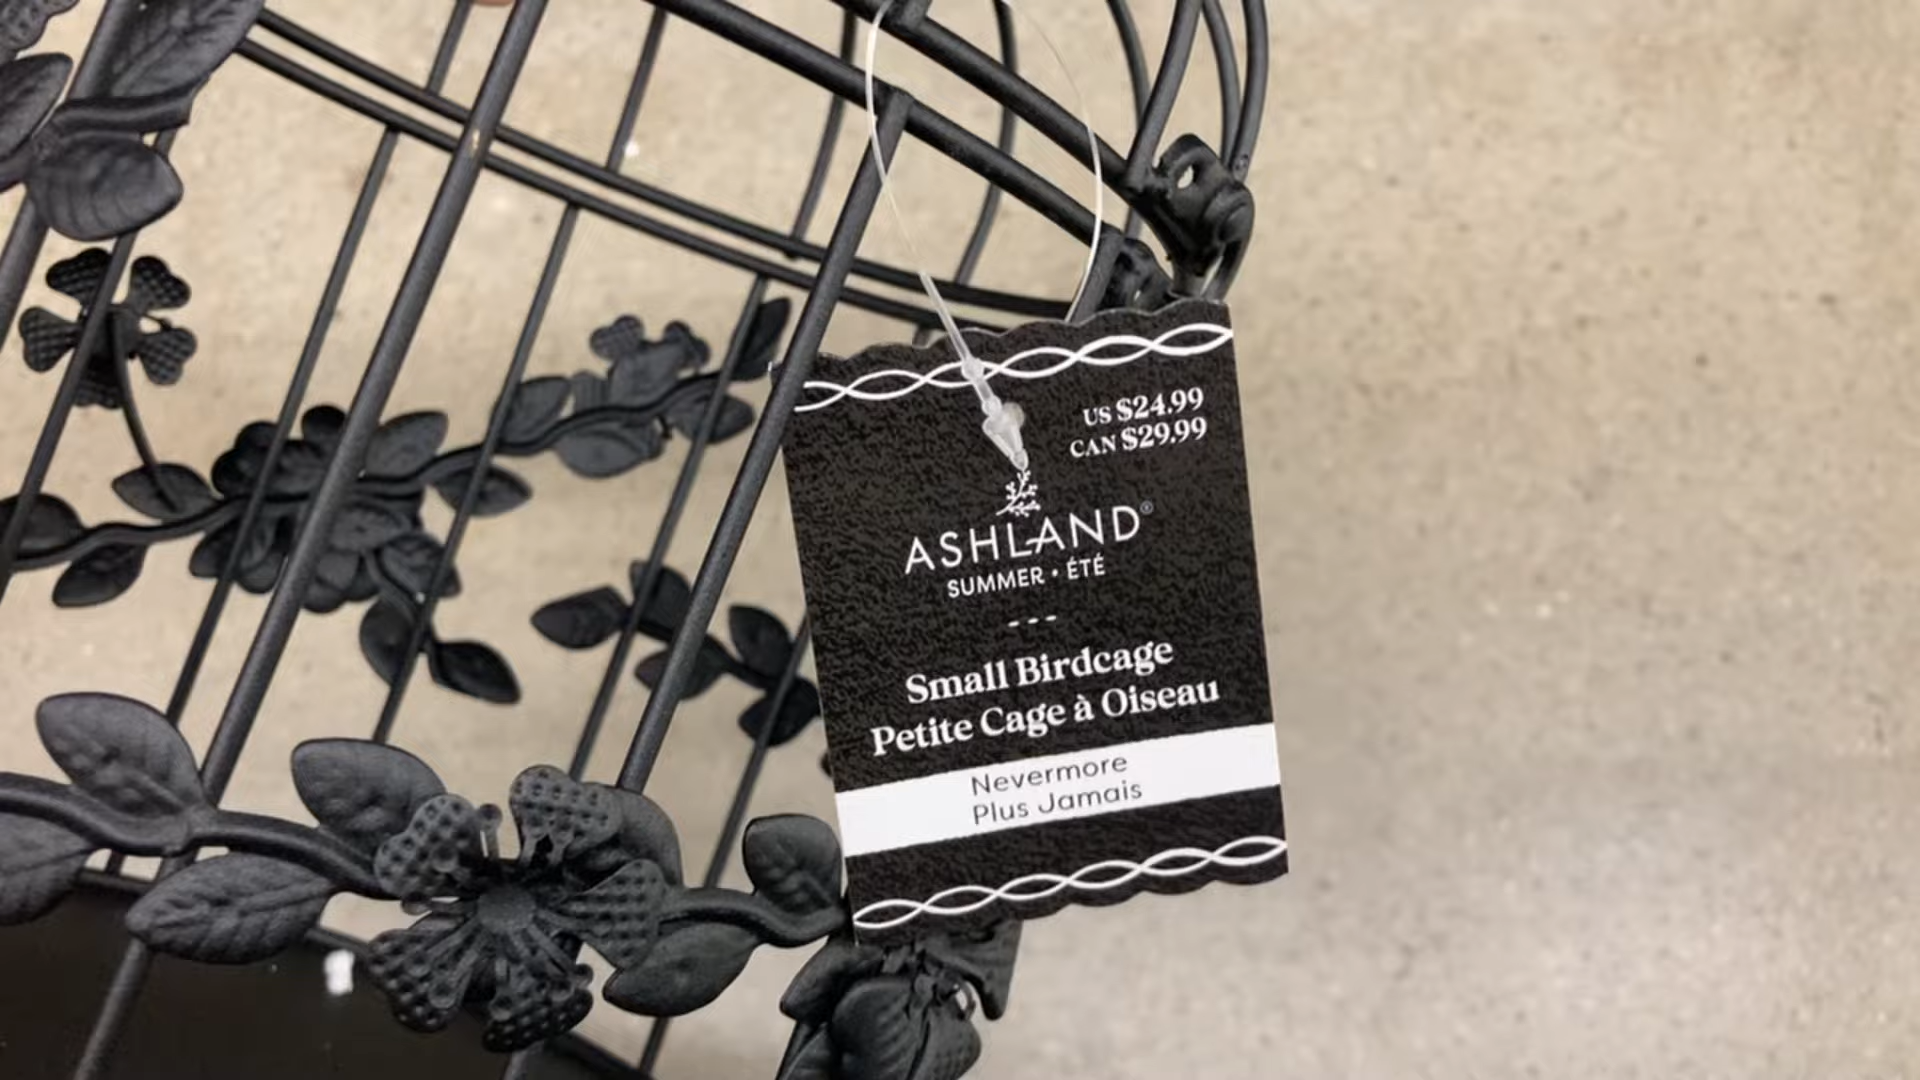 US $24.99
CAN $29.99
ASHLAND®
SUMMER • ÉTÉ
Small Birdcage
Petite Cage à Oiseau
Nevermore
Plus Jamais